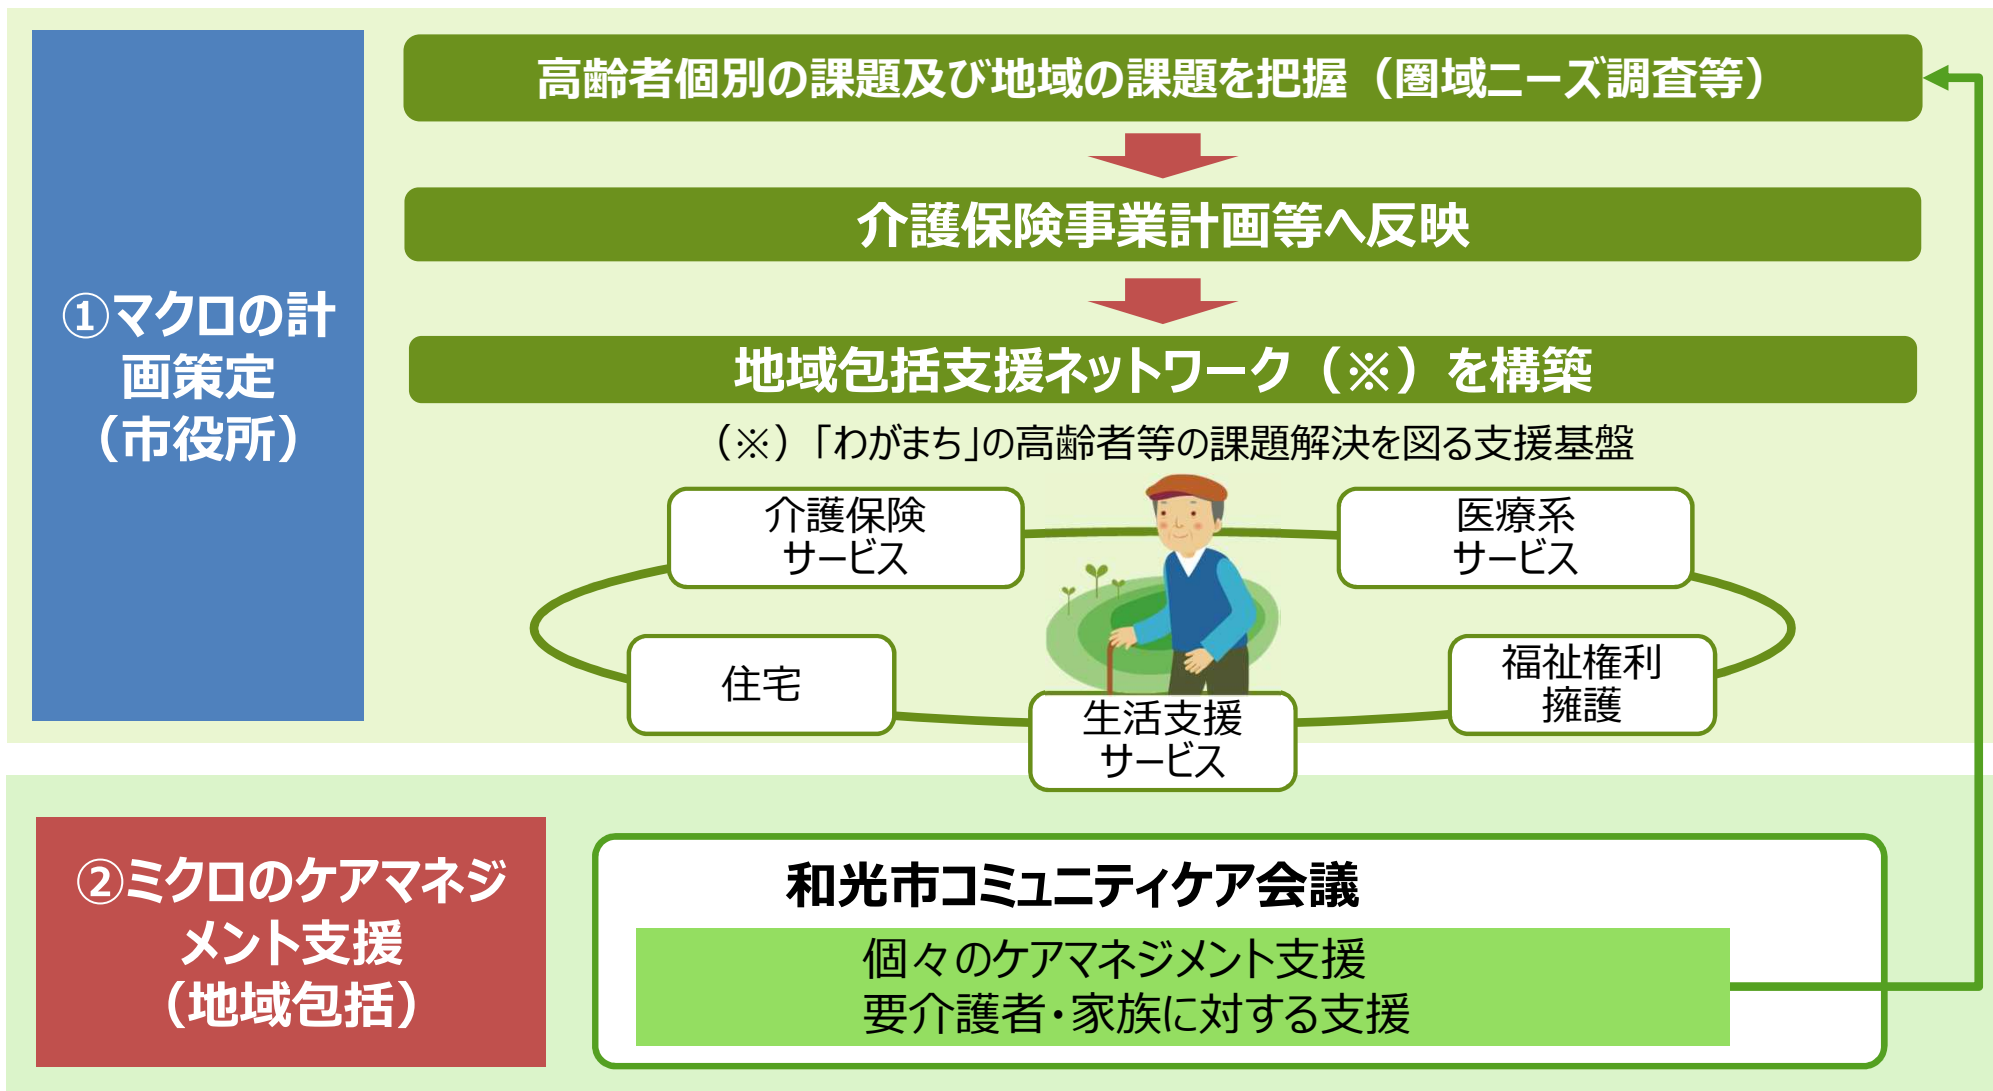 ①マクロの計
画策定
（市役所）
高齢者個別の課題及び地域の課題を把握（圏域ニーズ調査等）
介護保険事業計画等へ反映
地域包括支援ネットワーク（※）を構築
（※）「わがまち」の高齢者等の課題解決を図る支援基盤
介護保険
サービス
医療系
サービス
住宅
生活支援
サービス
福祉権利
擁護
②ミクロのケアマネジ
メント支援
（地域包括）
和光市コミュニティケア会議
個々のケアマネジメント支援
要介護者・家族に対する支援